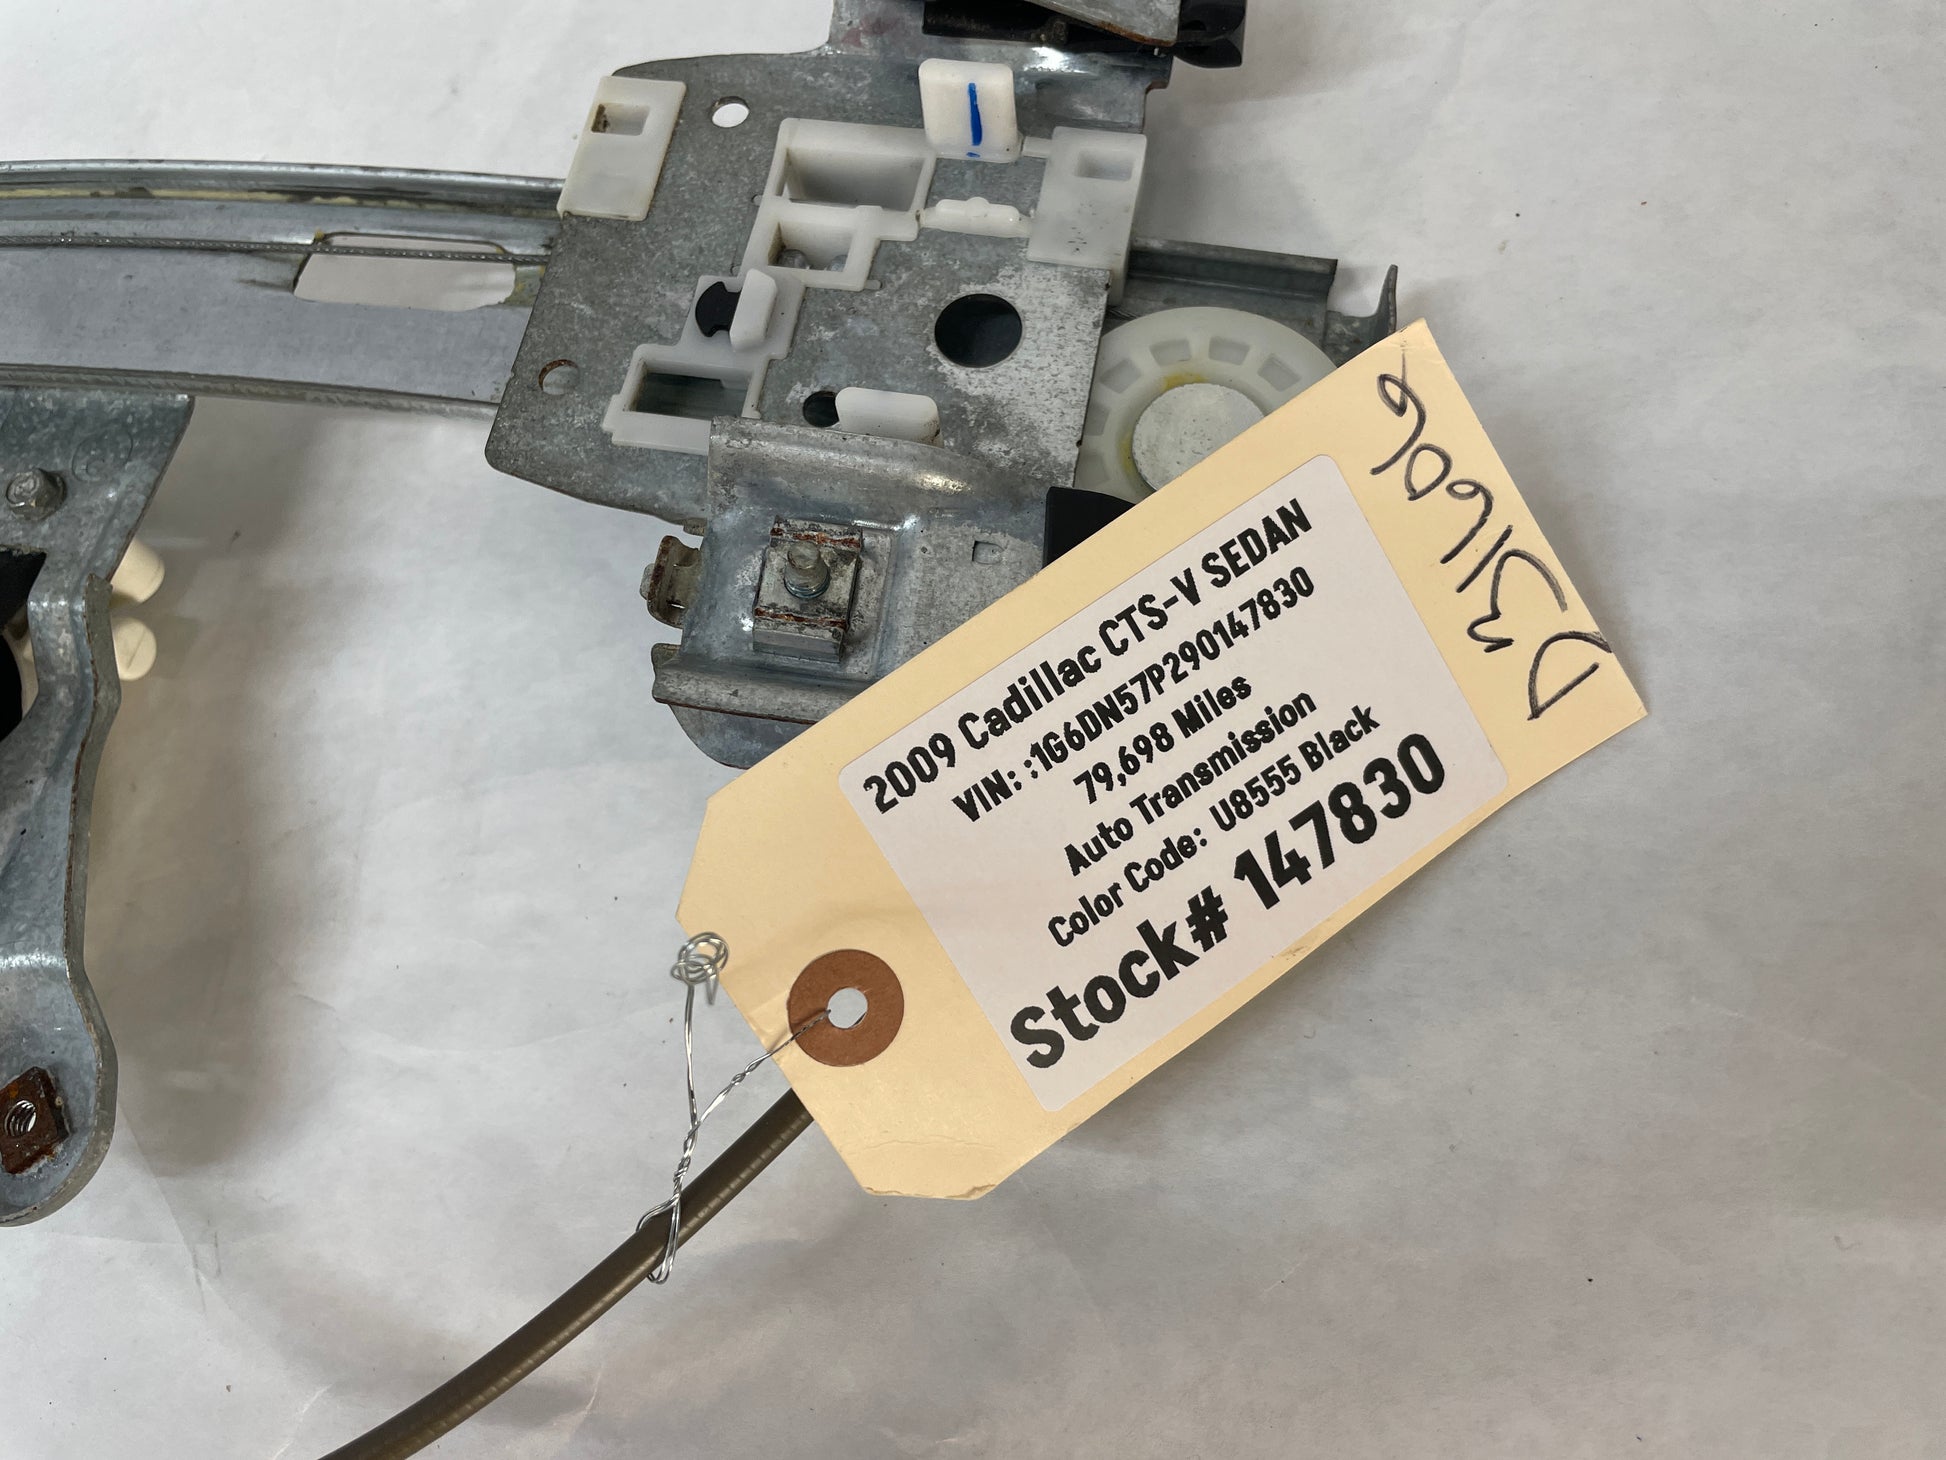 2009 Cadillac CTS-V SEDAN
VIN: :1G6DN57P290147830
79,698 Miles
Auto Transmission
Color Code: U8555 Black
Stock# 147830
D31606